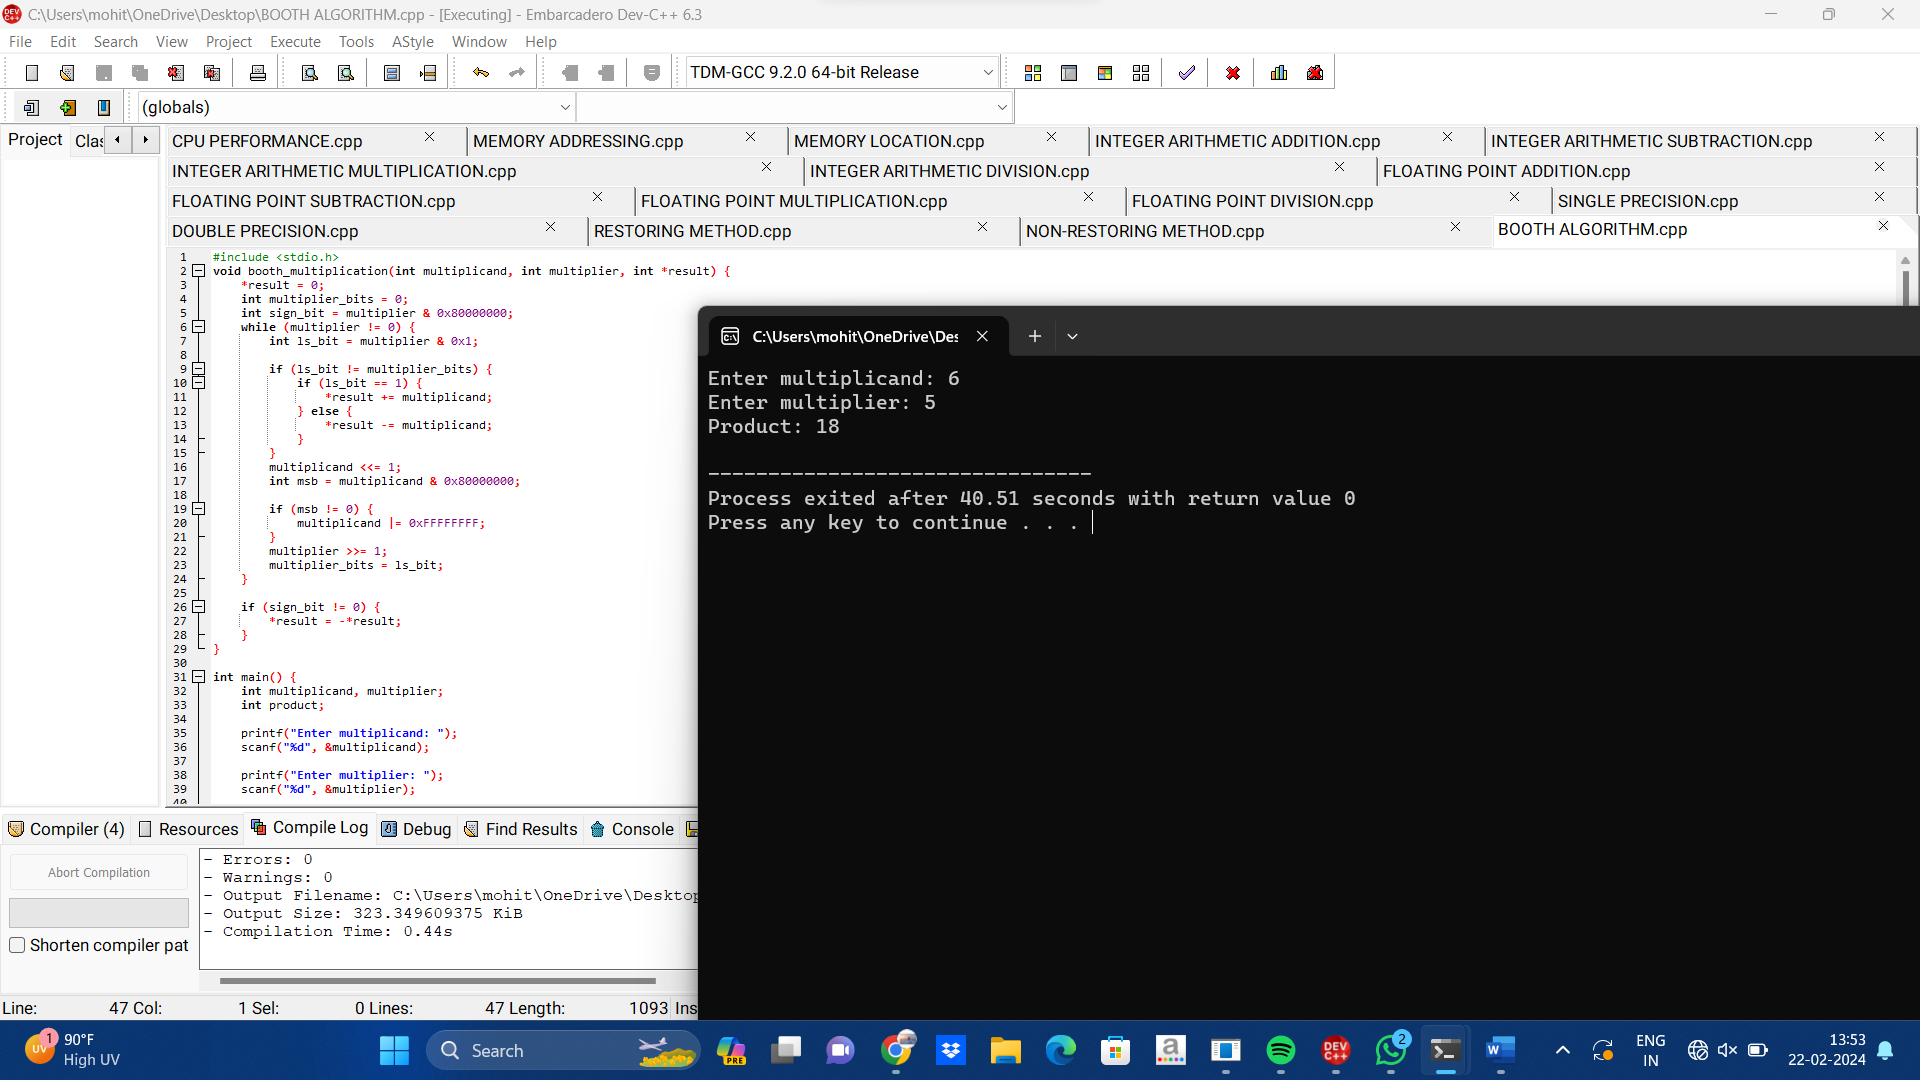 C:\Users\mohit\OneDrive\Desktop\BOOTH ALGORITHM.cpp - [Executing] - Embarcadero Dev-C++ 6.3
File Edit Search View Project Execute Tools AStyle Window Help
TDM-GCC 9.2.0 64-bit Release
(globals)
Project Clas
CPU PERFORMANCE.cpp MEMORY ADDRESSING.cpp MEMORY LOCATION.cpp INTEGER ARITHMETIC ADDITION.cpp INTEGER ARITHMETIC SUBTRACTION.cpp
INTEGER ARITHMETIC MULTIPLICATION.cpp INTEGER ARITHMETIC DIVISION.cpp FLOATING POINT ADDITION.cpp
FLOATING POINT SUBTRACTION.cpp FLOATING POINT MULTIPLICATION.cpp FLOATING POINT DIVISION.cpp SINGLE PRECISION.cpp
DOUBLE PRECISION.cpp RESTORING METHOD.cpp NON-RESTORING METHOD.cpp BOOTH ALGORITHM.cpp
1 #include <stdio.h>
2 void booth_multiplication(int multiplicand, int multiplier, int *result) {
3 *result = 0;
4 int multiplier_bits = 0;
5 int sign_bit = multiplier & 0x80000000;
6 while (multiplier != 0) {
7 int ls_bit = multiplier & 0x1;
8
9 if (ls_bit != multiplier_bits) {
10 if (ls_bit == 1) {
11 *result += multiplicand;
12 } else {
13 *result -= multiplicand;
14 }
15 }
16 multiplicand <<= 1;
17 int msb = multiplicand & 0x80000000;
18
19 if (msb != 0) {
20 multiplicand |= 0xFFFFFFFF;
21 }
22 multiplier >>= 1;
23 multiplier_bits = ls_bit;
24 }
25
26 if (sign_bit != 0) {
27 *result = -*result;
28 }
29 }
30
31 int main() {
32 int multiplicand, multiplier;
33 int product;
34
35 printf("Enter multiplicand: ");
36 scanf("%d", &multiplicand);
37
38 printf("Enter multiplier: ");
39 scanf("%d", &multiplier);
40
C:\Users\mohit\OneDrive\Des
Enter multiplicand: 6
Enter multiplier: 5
Product: 18
--------------------------------
Process exited after 40.51 seconds with return value 0
Press any key to continue . . .
Compiler (4) Resources Compile Log Debug Find Results Console
Abort Compilation
Shorten compiler pat
- Errors: 0
- Warnings: 0
- Output Filename: C:\Users\mohit\OneDrive\Desktop
- Output Size: 323.349609375 KiB
- Compilation Time: 0.44s
Line: 47 Col: 1 Sel: 0 Lines: 47 Length: 1093 Ins
UV 1
90°F
High UV
Search
PRE
DEV C++
2
ENG
IN
13:53
22-02-2024